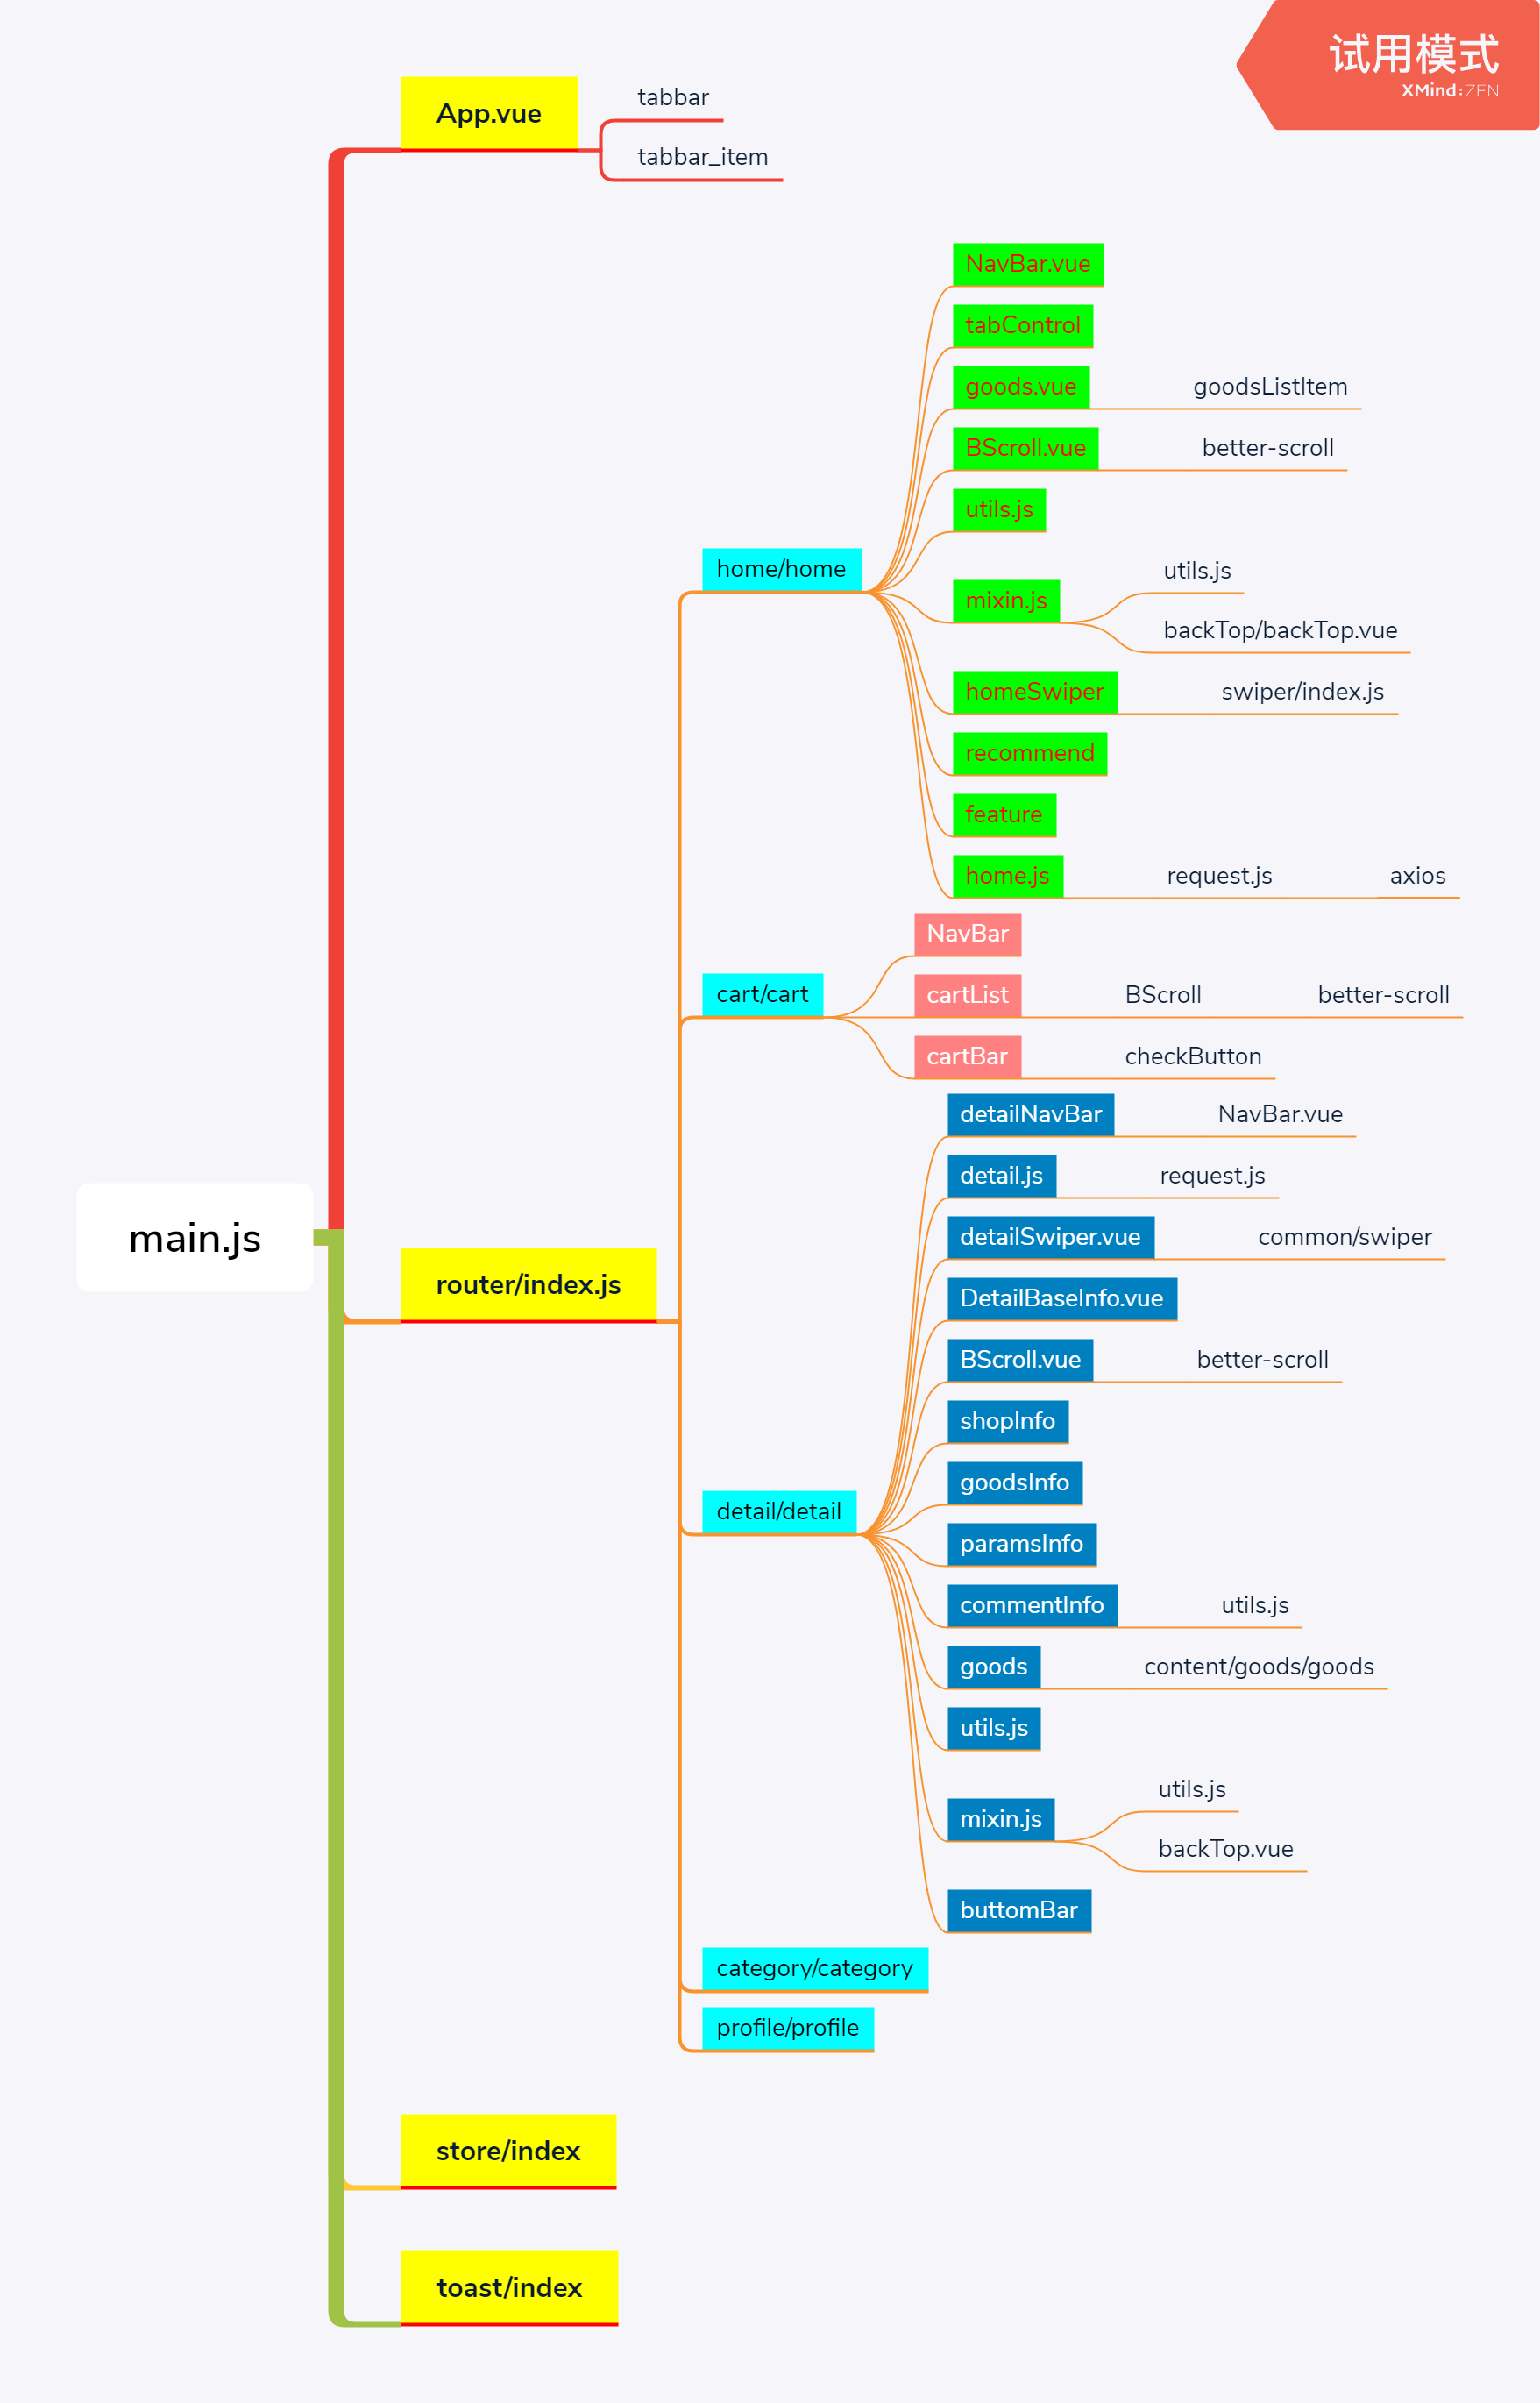 试用模式
XMind:ZEN
main.js
App.vue
tabbar
tabbar_item
router/index.js
home/home
NavBar.vue
tabControl
goods.vue
goodsListItem
BScroll.vue
better-scroll
utils.js
mixin.js
utils.js
backTop/backTop.vue
homeSwiper
swiper/index.js
recommend
feature
home.js
request.js
axios
cart/cart
NavBar
cartList
BScroll
better-scroll
cartBar
checkButton
detail/detail
detailNavBar
NavBar.vue
detail.js
request.js
detailSwiper.vue
common/swiper
DetailBaseInfo.vue
BScroll.vue
better-scroll
shopInfo
goodsInfo
paramsInfo
commentInfo
utils.js
goods
content/goods/goods
utils.js
mixin.js
utils.js
backTop.vue
buttomBar
category/category
profile/profile
store/index
toast/index